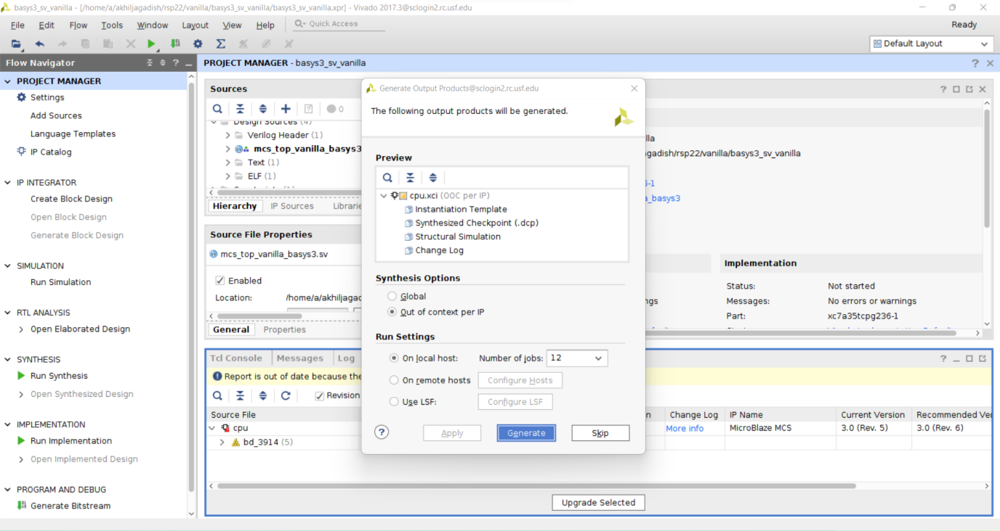 basys3_sv_vanilla - [/home/a/akhiljagadish/rsp22/vanilla/basys3_sv_vanilla/basys3_sv_vanilla.xpr] - Vivado 2017.3@sclogin2.rc.usf.edu
File Edit Flow Tools Window Layout View Help Quick Access Ready
Default Layout
Flow Navigator
PROJECT MANAGER
Settings
Add Sources
Language Templates
IP Catalog
IP INTEGRATOR
Create Block Design
Open Block Design
Generate Block Design
SIMULATION
Run Simulation
RTL ANALYSIS
Open Elaborated Design
SYNTHESIS
Run Synthesis
Open Synthesized Design
IMPLEMENTATION
Run Implementation
Open Implemented Design
PROGRAM AND DEBUG
Generate Bitstream
PROJECT MANAGER - basys3_sv_vanilla
Sources
0
Design Sources (4)
Verilog Header (1)
mcs_top_vanilla_basys3
Text (1)
ELF (1)
Hierarchy IP Sources Librarie
Source File Properties
mcs_top_vanilla_basys3.sv
Enabled
Location: /home/a/akhiljagad
General Properties
Generate Output Products@sclogin2.rc.usf.edu
The following output products will be generated.
Preview
cpu.xci (OOC per IP)
Instantiation Template
Synthesized Checkpoint (.dcp)
Structural Simulation
Change Log
Synthesis Options
Global
Out of context per IP
Run Settings
On local host: Number of jobs: 12
On remote hosts Configure Hosts
Use LSF: Configure LSF
? Apply Generate Skip
lla
gadish/rsp22/vanilla/basys3_sv_vanilla
-1
a_basys3
ngs
Implementation
Status: Not started
Messages: No errors or warnings
Part: xc7a35tcpg236-1
Tcl Console Messages Log
Report is out of date because the
Revision
Source File n Change Log IP Name Current Version Recommended Ver
cpu More info MicroBlaze MCS 3.0 (Rev. 5) 3.0 (Rev. 6)
bd_3914 (5)
Upgrade Selected